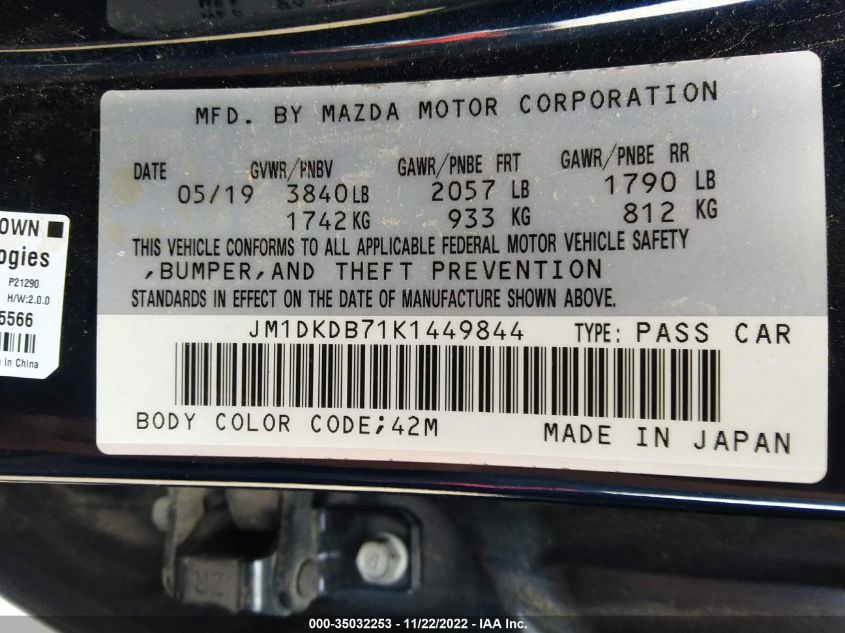 MFD. BY MAZDA MOTOR CORPORATION
DATE GVWR/PNBV GAWR/PNBE FRT GAWR/PNBE RR
05/19 3840LB 2057 LB 1790 LB
1742KG 933 KG 812 KG
THIS VEHICLE CONFORMS TO ALL APPLICABLE FEDERAL MOTOR VEHICLE SAFETY
,BUMPER,AND THEFT PREVENTION
STANDARDS IN EFFECT ON THE DATE OF MANUFACTURE SHOWN ABOVE.
JM1DKDB71K1449844 TYPE: PASS CAR
BODY COLOR CODE;42M
MADE IN JAPAN
OWN
ogies
P21290
H/W:2.0.0
5566
in China
000-35032253 - 11/22/2022 - IAA Inc.